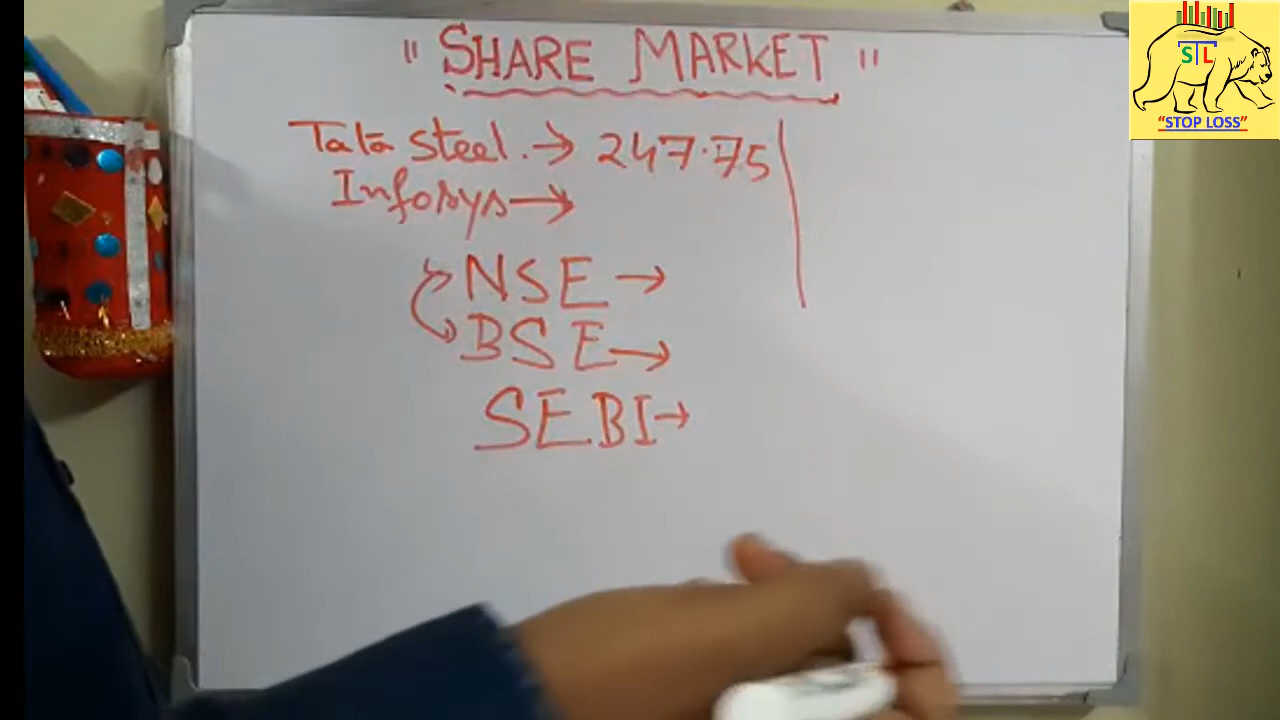 " SHARE MARKET "
Tata Steel. → 247.75
Infosys →
NSE →
BSE →
SEBI →
STL
"STOP LOSS"